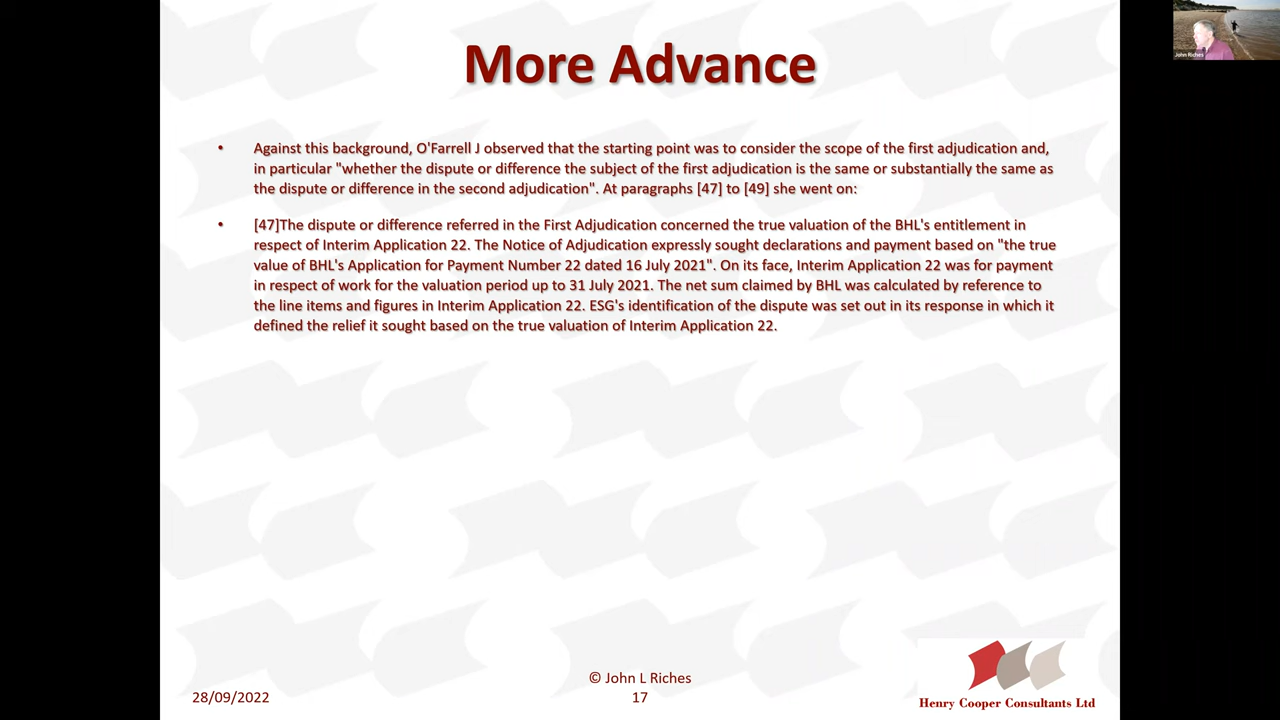 More Advance
John Riches
• Against this background, O'Farrell J observed that the starting point was to consider the scope of the first adjudication and,
in particular "whether the dispute or difference the subject of the first adjudication is the same or substantially the same as
the dispute or difference in the second adjudication". At paragraphs [47] to [49] she went on:
• [47]The dispute or difference referred in the First Adjudication concerned the true valuation of the BHL's entitlement in
respect of Interim Application 22. The Notice of Adjudication expressly sought declarations and payment based on "the true
value of BHL's Application for Payment Number 22 dated 16 July 2021". On its face, Interim Application 22 was for payment
in respect of work for the valuation period up to 31 July 2021. The net sum claimed by BHL was calculated by reference to
the line items and figures in Interim Application 22. ESG's identification of the dispute was set out in its response in which it
defined the relief it sought based on the true valuation of Interim Application 22.
© John L Riches
28/09/2022
17
Henry Cooper Consultants Ltd